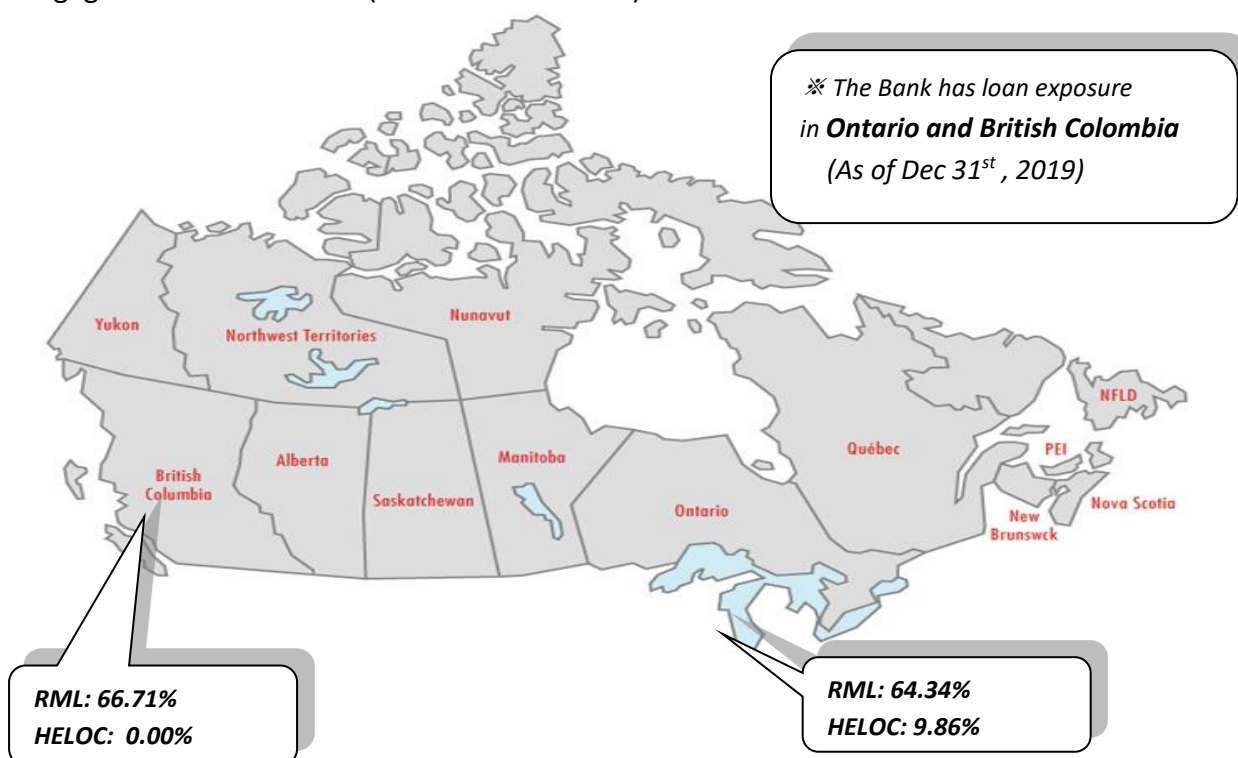 ※ The Bank has loan exposure
in Ontario and British Colombia
(As of Dec 31st , 2019)
Yukon
Northwest Territories
Nunavut
NFLD
British
Columbia
Alberta
Saskatchewan
Manitoba
Ontario
Québec
PEI
New
Brunswck
Nova Scotia
RML: 66.71%
HELOC: 0.00%
RML: 64.34%
HELOC: 9.86%